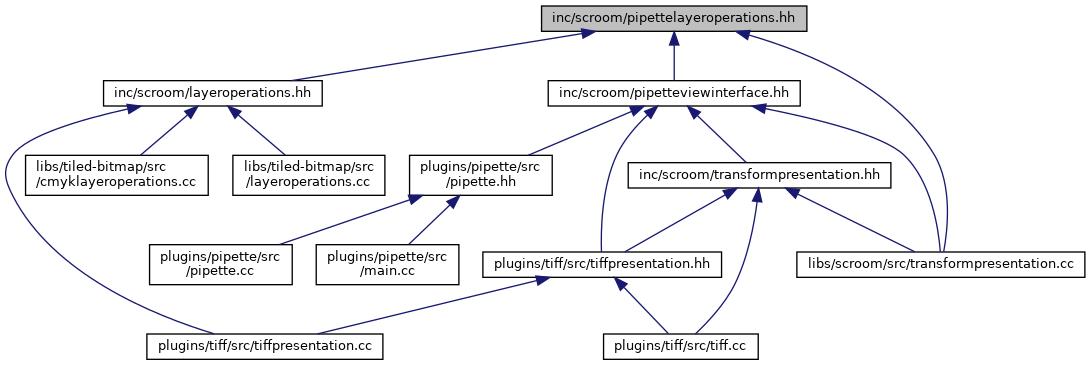 inc/scroom/pipettelayeroperations.hh
inc/scroom/layeroperations.hh
inc/scroom/pipetteviewinterface.hh
libs/tiled-bitmap/src
/cmyklayeroperations.cc
libs/tiled-bitmap/src
/layeroperations.cc
plugins/pipette/src
/pipette.hh
inc/scroom/transformpresentation.hh
plugins/pipette/src
/pipette.cc
plugins/pipette/src
/main.cc
plugins/tiff/src/tiffpresentation.hh
libs/scroom/src/transformpresentation.cc
plugins/tiff/src/tiffpresentation.cc
plugins/tiff/src/tiff.cc